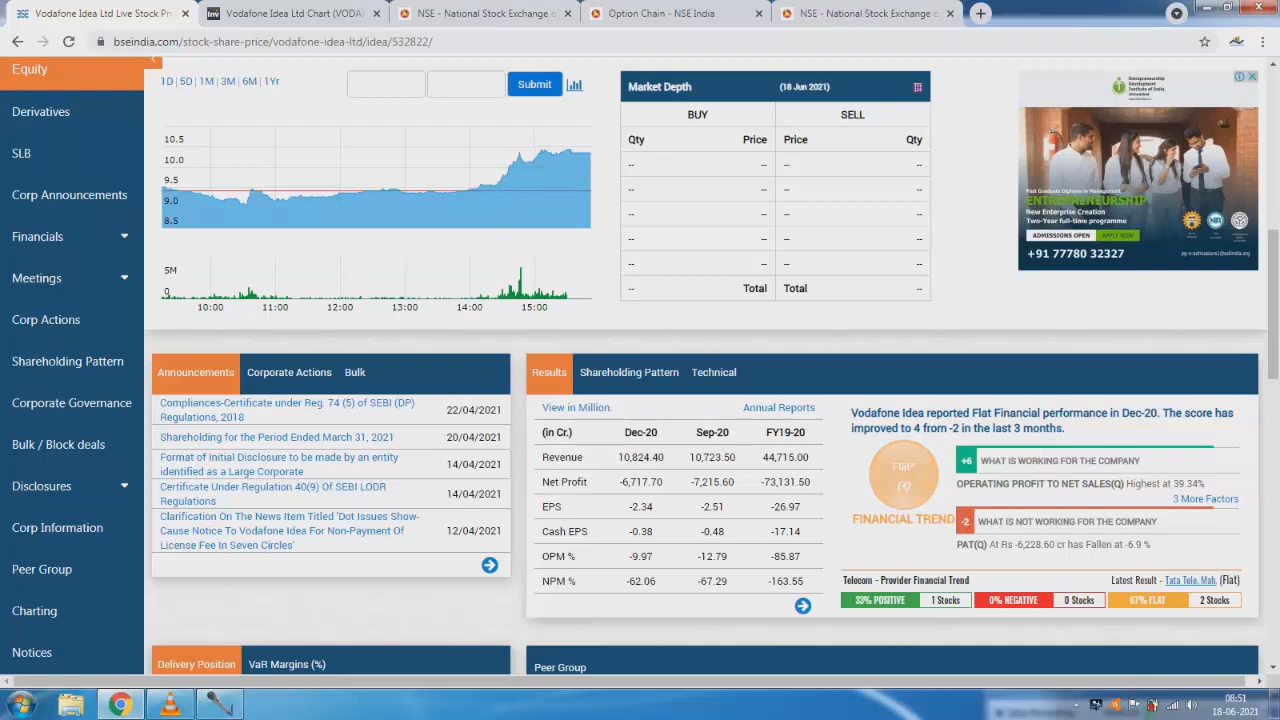 Vodafone Idea Ltd Live Stock Pr
Vodafone Idea Ltd Chart (VODA
NSE - National Stock Exchange
Option Chain - NSE India
NSE - National Stock Exchange c
bseindia.com/stock-share-price/vodafone-idea-ltd/idea/532822/
Equity
Derivatives
SLB
Corp Announcements
Financials
Meetings
Corp Actions
Shareholding Pattern
Corporate Governance
Bulk / Block deals
Disclosures
Corp Information
Peer Group
Charting
Notices
1D | 5D | 1M | 3M | 6M | 1Yr
Submit
10.5
10.0
9.5
9.0
8.5
5M
0
10:00 11:00 12:00 13:00 14:00 15:00
Market Depth (18 Jun 2021)
BUY SELL
Qty Price Price Qty
-- -- -- --
-- -- -- --
-- -- -- --
-- -- -- --
-- -- -- --
-- Total Total --
Entrepreneurship
Development
Institute of India,
Post Graduate Diploma in Management
ENTREPRENEURSHIP
New Enterprise Creation
Two-Year full-time programme
ADMISSIONS OPEN APPLY NOW
+91 77780 32327
Announcements Corporate Actions Bulk
Compliances-Certificate under Reg. 74 (5) of SEBI (DP) 22/04/2021
Regulations, 2018
Shareholding for the Period Ended March 31, 2021 20/04/2021
Format of Initial Disclosure to be made by an entity 14/04/2021
identified as a Large Corporate
Certificate Under Regulation 40(9) Of SEBI LODR 14/04/2021
Regulations
Clarification On The News Item Titled 'Dot Issues Show-
Cause Notice To Vodafone Idea For Non-Payment Of 12/04/2021
License Fee In Seven Circles'
Results Shareholding Pattern Technical
View in Million. Annual Reports
(in Cr.) Dec-20 Sep-20 FY19-20
Revenue 10,824.40 10,723.50 44,715.00
Net Profit -6,717.70 -7,215.60 -73,131.50
EPS -2.34 -2.51 -26.97
Cash EPS -0.38 -0.48 -17.14
OPM % -9.97 -12.79 -85.87
NPM % -62.06 -67.29 -163.55
Vodafone Idea reported Flat Financial performance in Dec-20. The score has
improved to 4 from -2 in the last 3 months.
Flat*
(4)
FINANCIAL TREND
+6 WHAT IS WORKING FOR THE COMPANY
OPERATING PROFIT TO NET SALES(Q) Highest at 39.34%
3 More Factors
-2 WHAT IS NOT WORKING FOR THE COMPANY
PAT(Q) At Rs -6,228.60 cr has Fallen at -6.9 %
Telecom - Provider Financial Trend Latest Result - Tata Tele. Mah. (Flat)
33% POSITIVE 1 Stocks 0% NEGATIVE 0 Stocks 67% FLAT 2 Stocks
Delivery Position VaR Margins (%)
Peer Group
08:51
18-06-2021